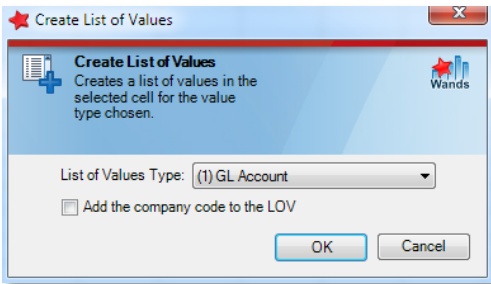 Create List of Values
Create List of Values
Creates a list of values in the
selected cell for the value
type chosen.
Wands
List of Values Type: (1) GL Account
Add the company code to the LOV
OK Cancel